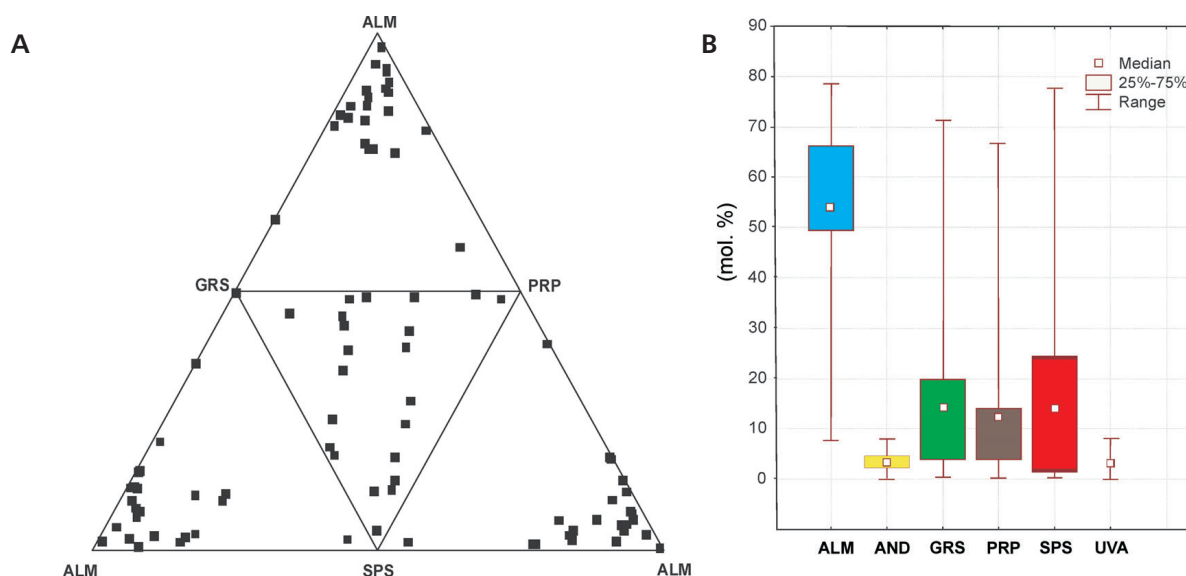 A
ALM
GRS
PRP
ALM
SPS
ALM
B
(mol. %)
90
80
70
60
50
40
30
20
10
0
Median
25%-75%
Range
ALM AND GRS PRP SPS UVA